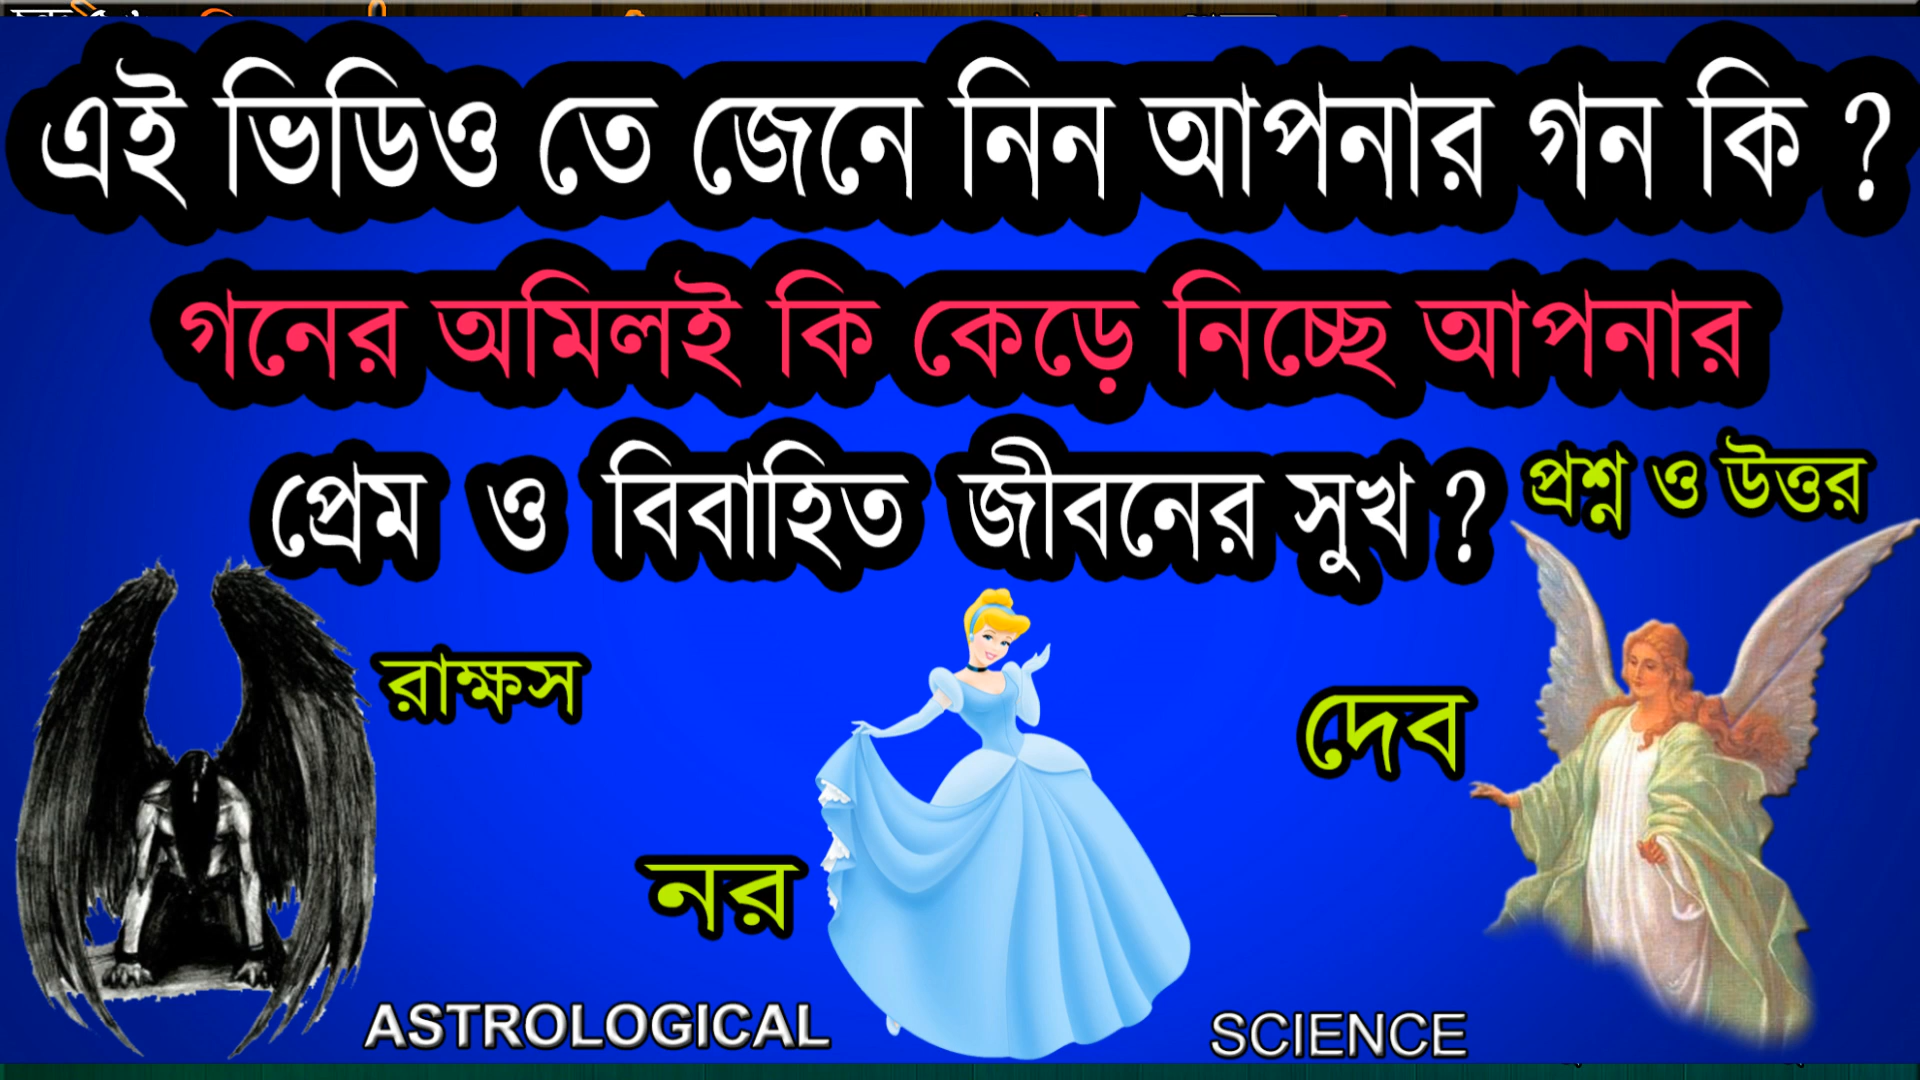 এই ভিডিও তে জেনে নিন আপনার গন কি ?
গনের অমিলই কি কেড়ে নিচ্ছে আপনার
প্রেম ও বিবাহিত জীবনের সুখ ?
প্রশ্ন ও উত্তর
রাক্ষস
দেব
নর
ASTROLOGICAL SCIENCE